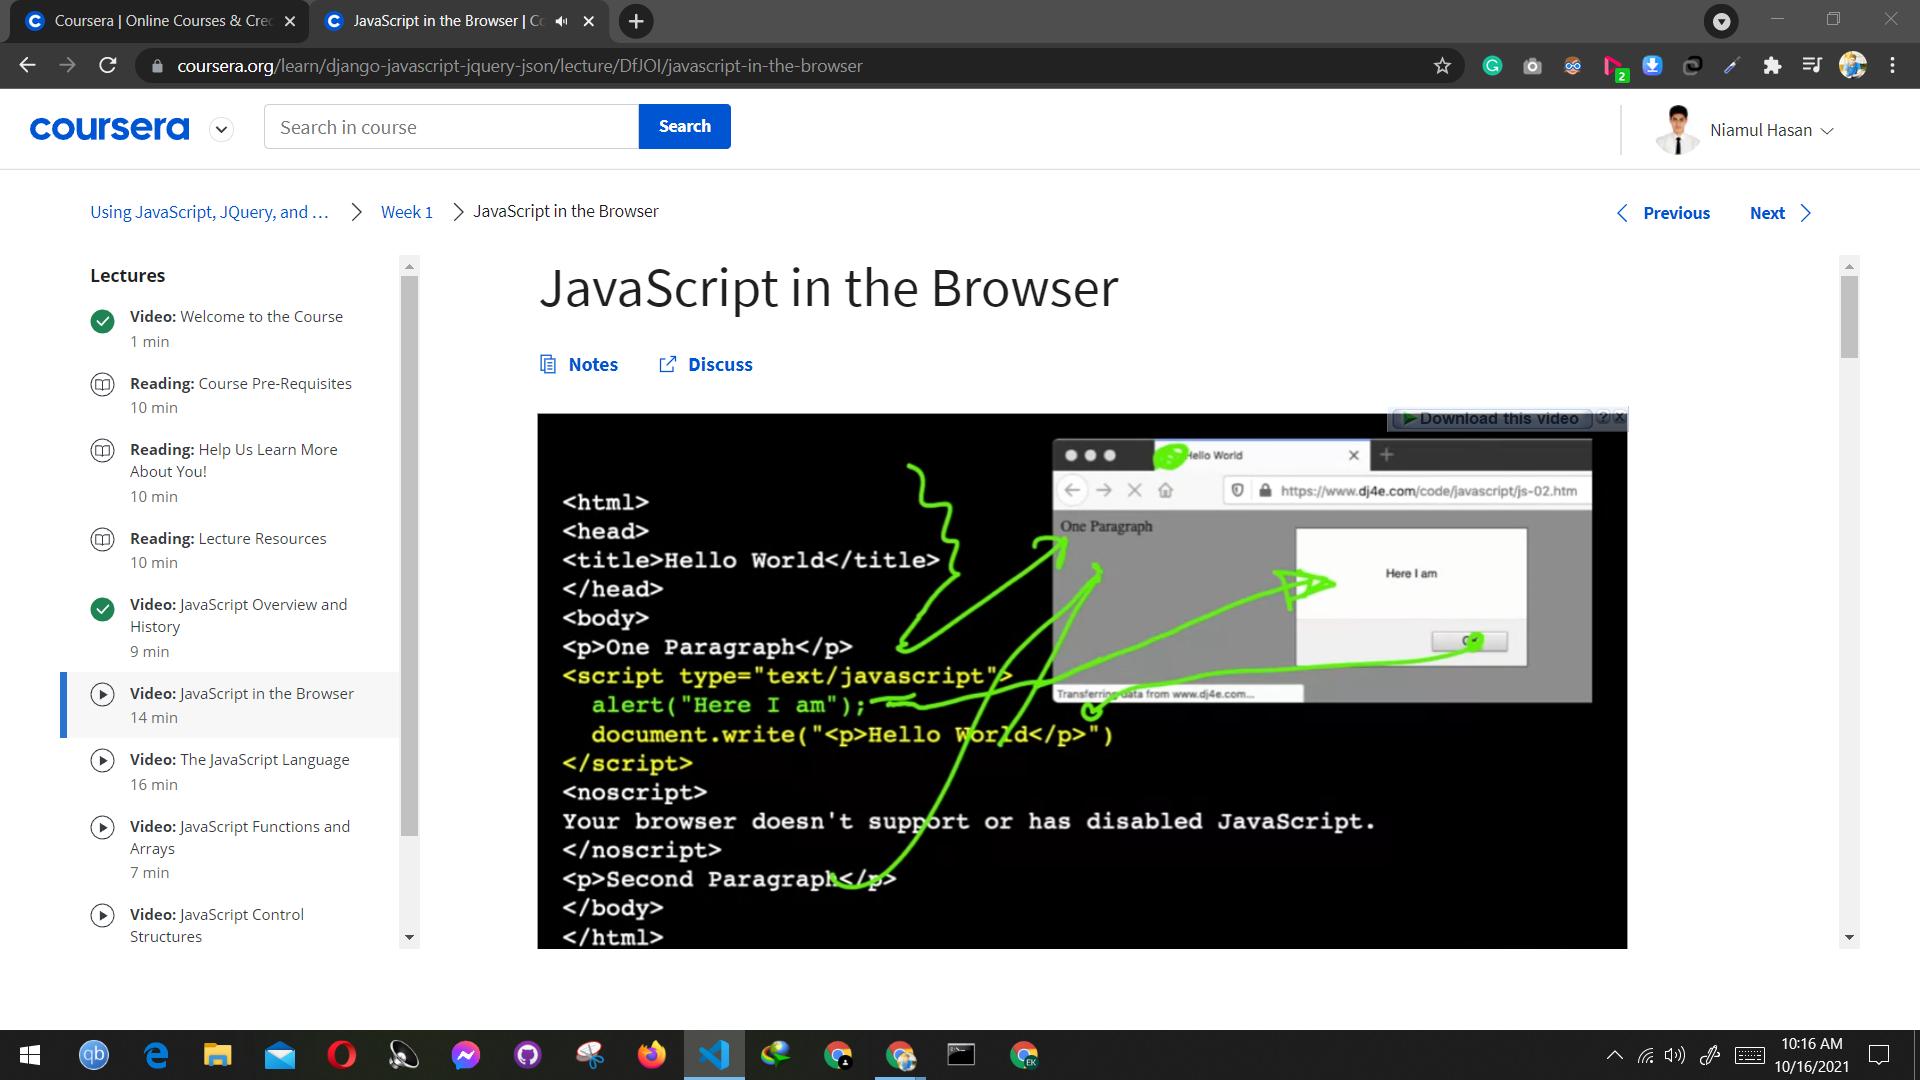 Coursera | Online Courses & Cre
JavaScript in the Browser | Co
coursera.org/learn/django-javascript-jquery-json/lecture/DfJOI/javascript-in-the-browser
2
coursera
Search in course
Search
Niamul Hasan
Using JavaScript, JQuery, and ...
Week 1
JavaScript in the Browser
Previous
Next
Lectures
Video: Welcome to the Course
1 min
Reading: Course Pre-Requisites
10 min
Reading: Help Us Learn More
About You!
10 min
Reading: Lecture Resources
10 min
Video: JavaScript Overview and
History
9 min
Video: JavaScript in the Browser
14 min
Video: The JavaScript Language
16 min
Video: JavaScript Functions and
Arrays
7 min
Video: JavaScript Control
Structures
JavaScript in the Browser
Notes
Discuss
Download this video
<html>
<head>
<title>Hello World</title>
</head>
<body>
<p>One Paragraph</p>
<script type="text/javascript">
alert("Here I am");
document.write("<p>Hello World</p>")
</script>
<noscript>
Your browser doesn't support or has disabled JavaScript.
</noscript>
<p>Second Paragraph</p>
</body>
</html>
Hello World
https://www.dj4e.com/code/javascript/js-02.htm
One Paragraph
Here I am
Transferring data from www.dj4e.com...
qb
EK
10:16 AM
10/16/2021